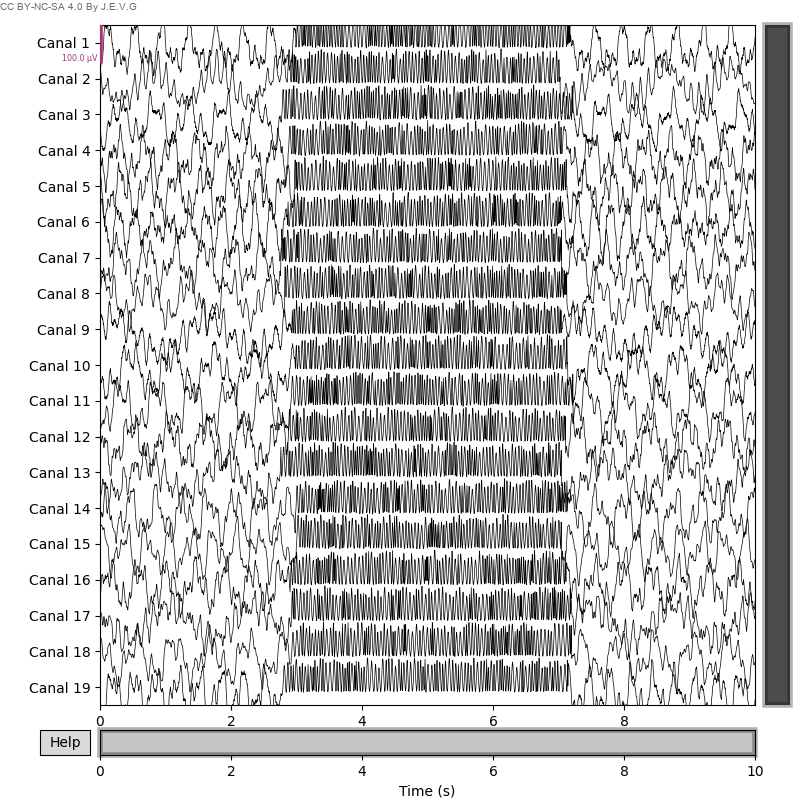 CC BY-NC-SA 4.0 By J.E.V.G
Canal 1
100.0 µV
Canal 2
Canal 3
Canal 4
Canal 5
Canal 6
Canal 7
Canal 8
Canal 9
Canal 10
Canal 11
Canal 12
Canal 13
Canal 14
Canal 15
Canal 16
Canal 17
Canal 18
Canal 19
0 2 4 6 8
Help
0 2 4 6 8 10
Time (s)